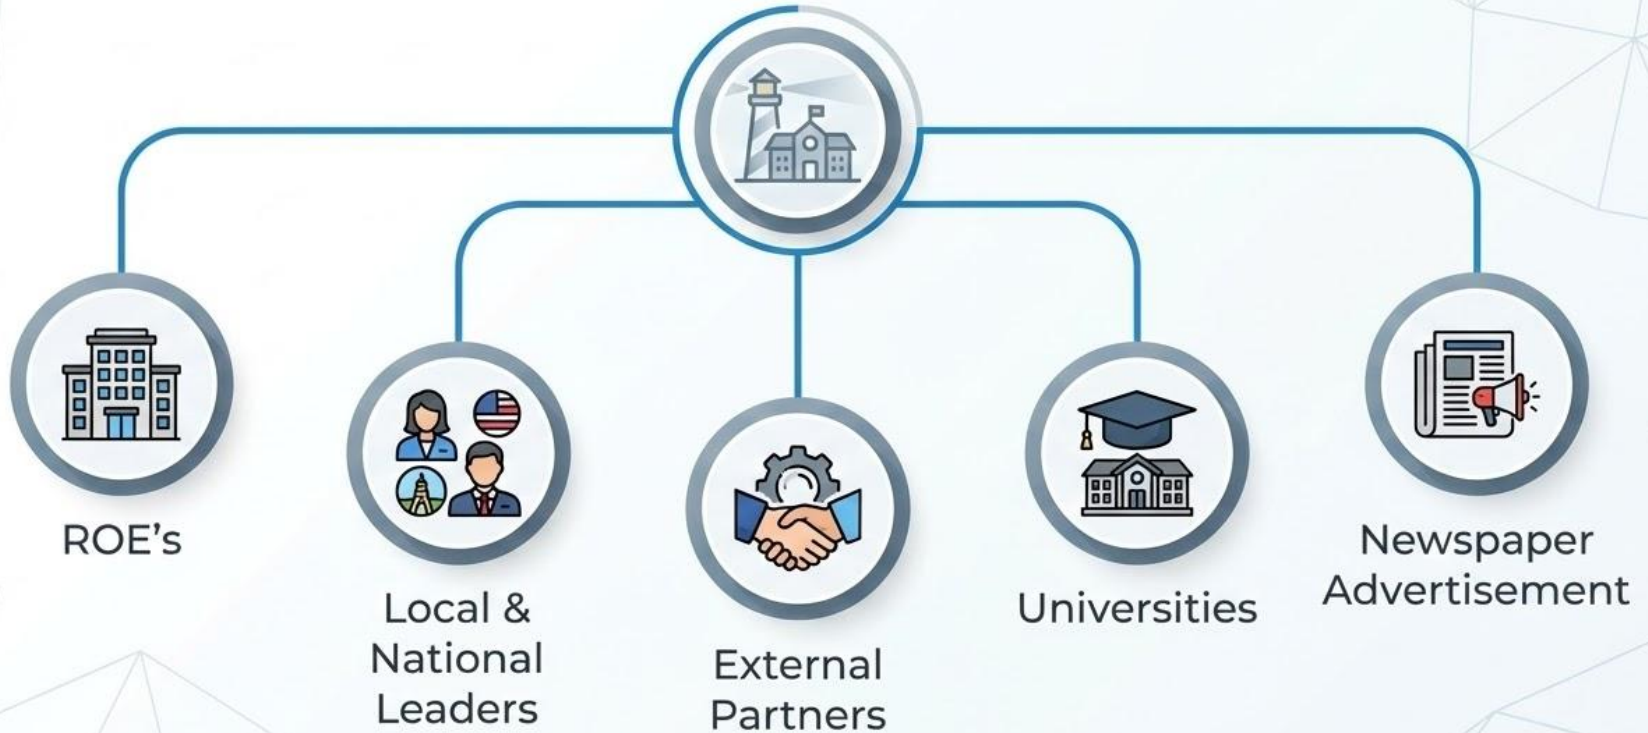 ROE’s
Local &
National
Leaders
External
Partners
Universities
Newspaper
Advertisement